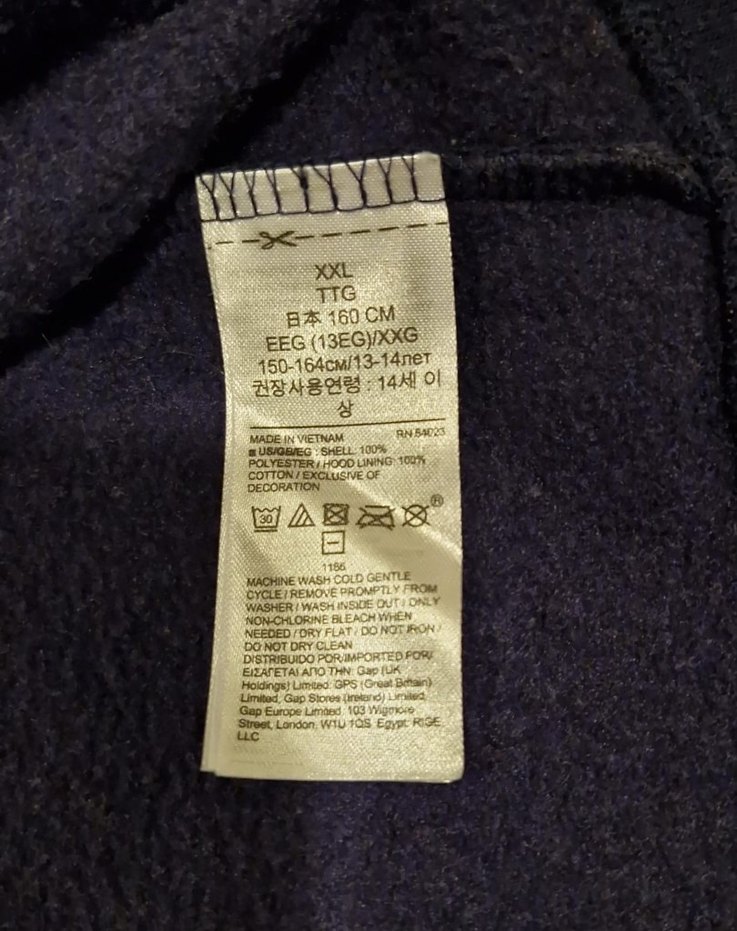 XXL
TTG
日本 160 CM
EEG (13EG)/XXG
150-164см/13-14лет
권장사용연령 : 14세 이
상
MADE IN VIETNAM RN 54023
US/GB/EG : SHELL: 100%
POLYESTER / HOOD LINING: 100%
COTTON / EXCLUSIVE OF
DECORATION
30
®
1186
MACHINE WASH COLD GENTLE
CYCLE / REMOVE PROMPTLY FROM
WASHER / WASH INSIDE OUT / ONLY
NON-CHLORINE BLEACH WHEN
NEEDED / DRY FLAT / DO NOT IRON /
DO NOT DRY CLEAN
DISTRIBUIDO POR/IMPORTED FOR/
ΕΙΣΑΓΕΤΑΙ ΑΠΟ ΤΗΝ: Gap (UK
Holdings) Limited. GPS (Great Britain)
Limited, Gap Stores (Ireland) Limited,
Gap Europe Limited. 103 Wigmore
Street, London, W1U 1QS. Egypt: RIGE
LLC